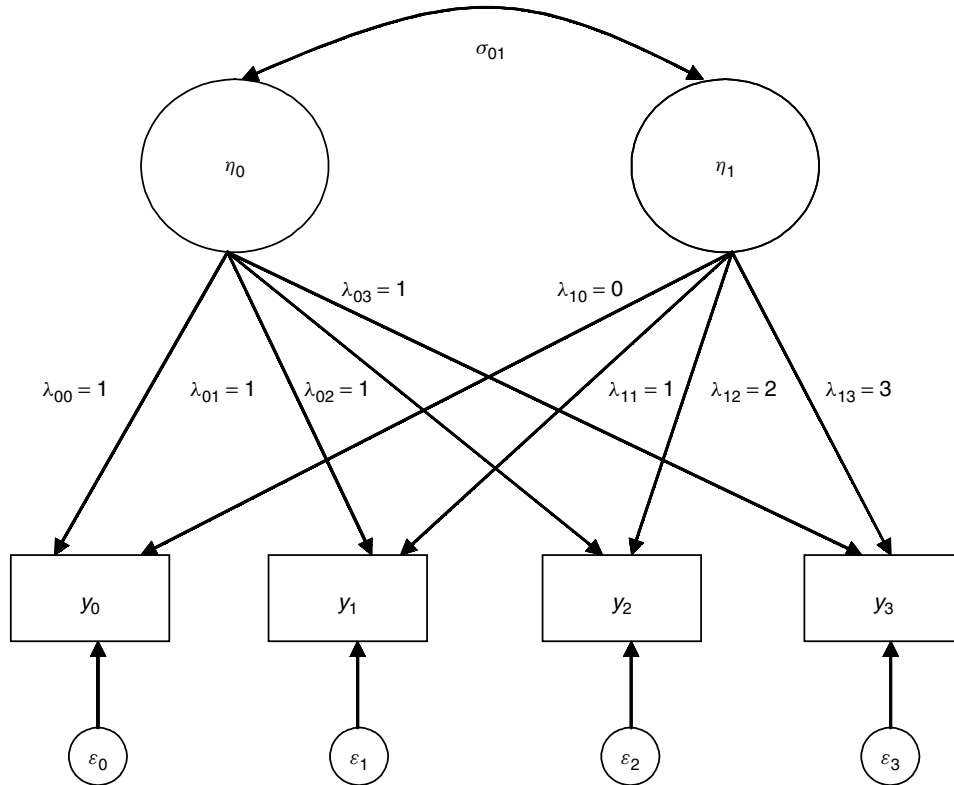 σ01
η0 η1
λ03 = 1 λ10 = 0
λ00 = 1 λ01 = 1 λ02 = 1 λ11 = 1 λ12 = 2 λ13 = 3
y0 y1 y2 y3
ε0 ε1 ε2 ε3